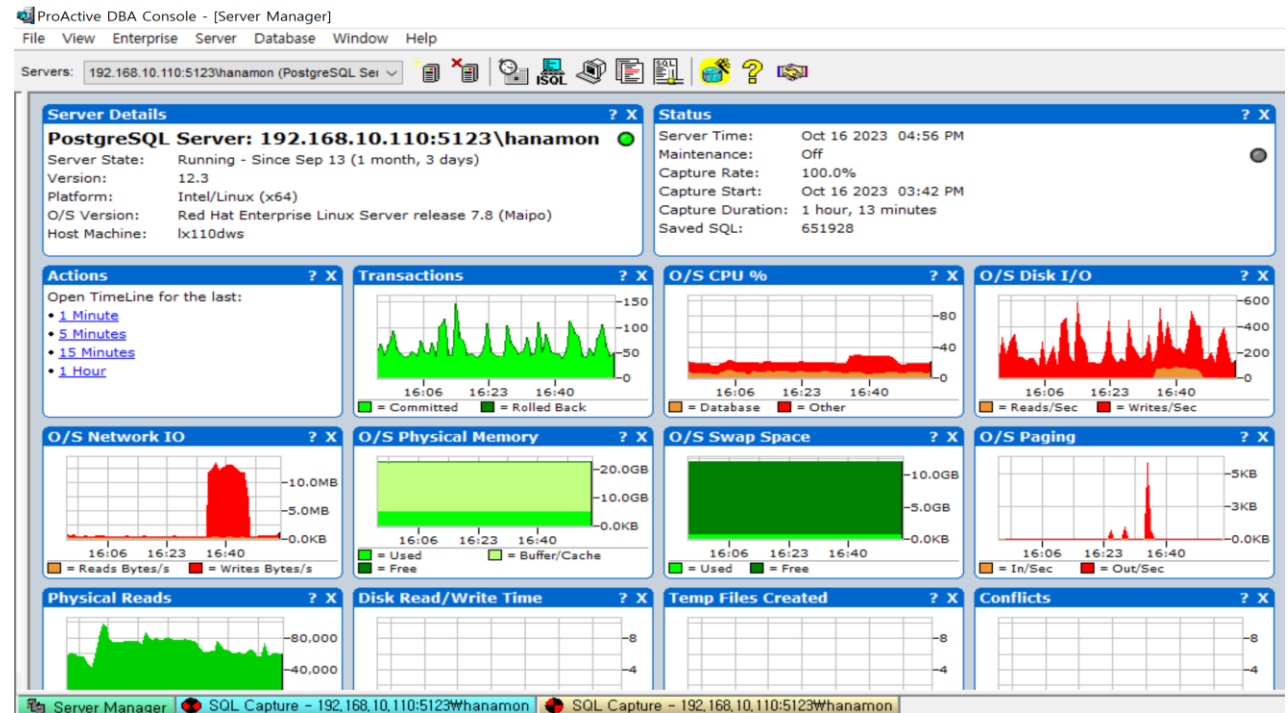 ProActive DBA Console - [Server Manager]
File View Enterprise Server Database Window Help
Servers: 192.168.10.110:5123\hanamon (PostgreSQL Ser
ISQL
SQL
Server Details ? X
PostgreSQL Server: 192.168.10.110:5123\hanamon
Server State: Running - Since Sep 13 (1 month, 3 days)
Version: 12.3
Platform: Intel/Linux (x64)
O/S Version: Red Hat Enterprise Linux Server release 7.8 (Maipo)
Host Machine: lx110dws
Status ? X
Server Time: Oct 16 2023 04:56 PM
Maintenance: Off
Capture Rate: 100.0%
Capture Start: Oct 16 2023 03:42 PM
Capture Duration: 1 hour, 13 minutes
Saved SQL: 651928
Actions ? X
Open TimeLine for the last:
• 1 Minute
• 5 Minutes
• 15 Minutes
• 1 Hour
Transactions ? X
150
100
50
0
16:06 16:23 16:40
= Committed = Rolled Back
O/S CPU % ? X
80
40
0
16:06 16:23 16:40
= Database = Other
O/S Disk I/O ? X
600
400
200
0
16:06 16:23 16:40
= Reads/Sec = Writes/Sec
O/S Network IO ? X
10.0MB
5.0MB
0.0KB
16:06 16:23 16:40
= Reads Bytes/s = Writes Bytes/s
O/S Physical Memory ? X
20.0GB
10.0GB
0.0KB
16:06 16:23 16:40
= Used = Buffer/Cache
= Free
O/S Swap Space ? X
10.0GB
5.0GB
0.0KB
16:06 16:23 16:40
= Used = Free
O/S Paging ? X
5KB
3KB
0.0KB
16:06 16:23 16:40
= In/Sec = Out/Sec
Physical Reads ? X
80,000
40,000
Disk Read/Write Time ? X
8
4
Temp Files Created ? X
8
4
Conflicts ? X
8
4
Server Manager SQL Capture - 192,168,10,110:5123₩hanamon SQL Capture - 192,168,10,110:5123₩hanamon